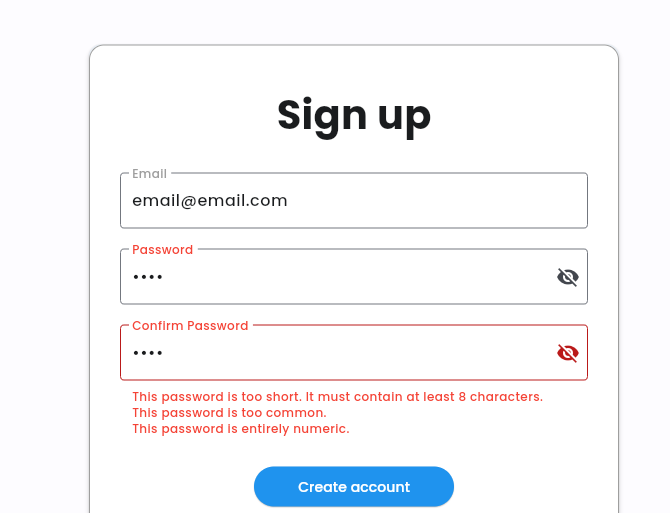 Sign up
Email
email@email.com
Password
••••
Confirm Password
••••
This password is too short. It must contain at least 8 characters.
This password is too common.
This password is entirely numeric.
Create account